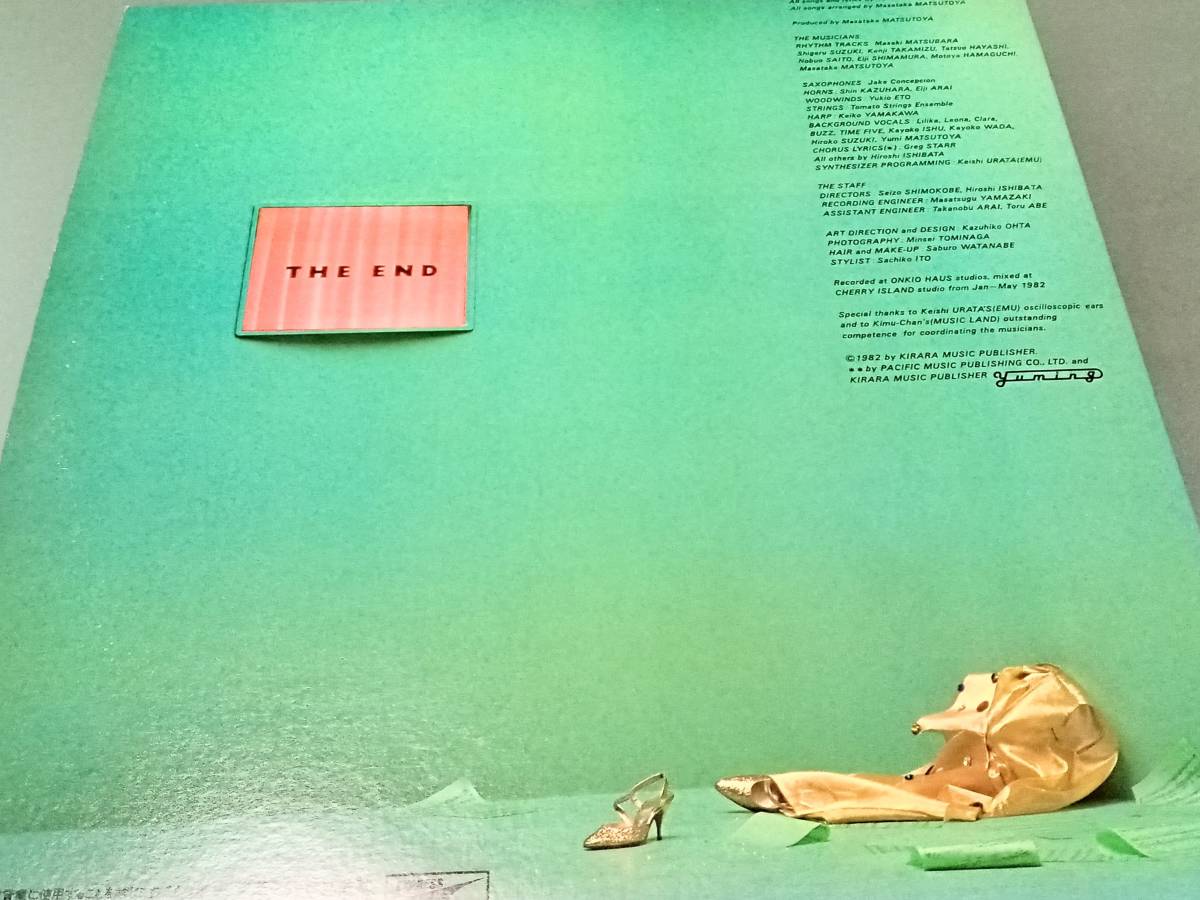 All songs arranged by Masataka MATSUTOYA
Produced by Masataka MATSUTOYA
THE MUSICIANS
RHYTHM TRACKS: Masaki MATSUBARA
Shigeru SUZUKI, Kenji TAKAMIZU, Tatsuo HAYASHI,
Nobuo SAITO, Eiji SHIMAMURA, Motoya HAMAGUCHI,
Masataka MATSUTOYA
SAXOPHONES: Jake Concepcion
HORNS: Shin KAZUHARA, Eiji ARAI
WOODWINDS: Yukio ETO
STRINGS: Tomato Strings Ensemble
HARP: Keiko YAMAKAWA
BACKGROUND VOCALS: Lilika, Leona, Clara,
BUZZ, TIME FIVE, Kayoko ISHU, Kayoko WADA,
Hiroko SUZUKI, Yumi MATSUTOYA
CHORUS LYRICS(*): Greg STARR
All others by Hiroshi ISHIBATA
SYNTHESIZER PROGRAMMING: Keishi URATA(EMU)
THE STAFF
DIRECTORS: Seizo SHIMOKOBE, Hiroshi ISHIBATA
RECORDING ENGINEER: Masatsugu YAMAZAKI
ASSISTANT ENGINEER: Takanobu ARAI, Toru ABE
ART DIRECTION and DESIGN: Kazuhiko OHTA
PHOTOGRAPHY: Minsei TOMINAGA
HAIR and MAKE-UP: Saburo WATANABE
STYLIST: Sachiko ITO
Recorded at ONKIO HAUS studios, mixed at
CHERRY ISLAND studio from Jan—May 1982
Special thanks to Keishi URATA'S(EMU) oscilloscopic ears
and to Kimu-Chan's(MUSIC LAND) outstanding
competence for coordinating the musicians.
©1982 by KIRARA MUSIC PUBLISHER.
**by PACIFIC MUSIC PUBLISHING CO., LTD. and
KIRARA MUSIC PUBLISHER yuming
THE END